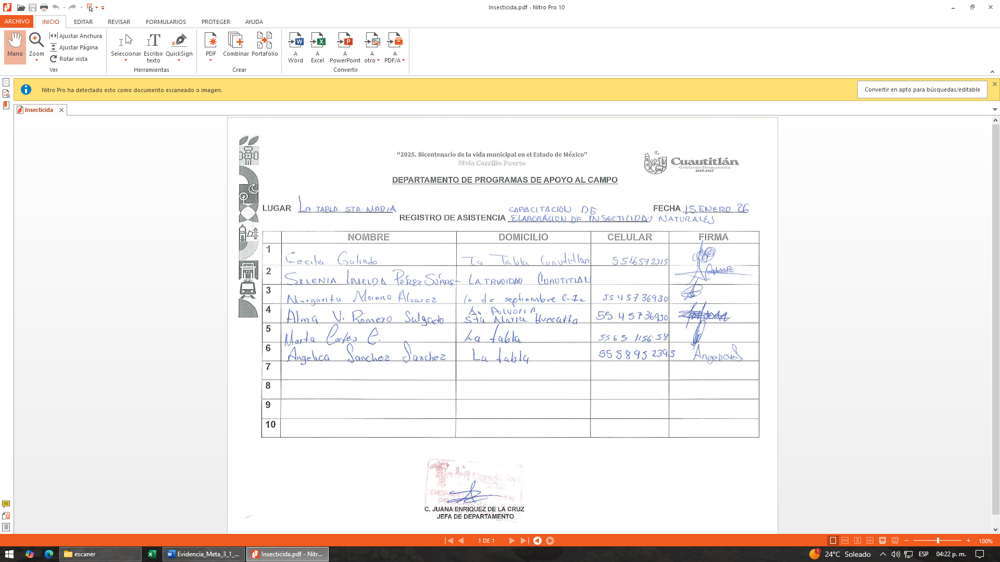 Insecticida.pdf - Nitro Pro 10
ARCHIVO INICIO EDITAR REVISAR FORMULARIOS PROTEGER AYUDA
Mano Zoom Ajustar Anchura Ajustar Página Rotar vista
Ver
Seleccionar Escribir texto QuickSign
Herramientas
PDF Combinar Portafolio
Crear
A Word A Excel A PowerPoint A otro A PDF/A
Convertir
Nitro Pro ha detectado esto como documento escaneado o imagen.
Convertir en apto para búsquedas/editable
Insecticida
“2025. Bicentenario de la vida municipal en el Estado de México”
Elvia Carrillo Puerto
Cuautitlán
Gobierno Humanista
2025-2027
DEPARTAMENTO DE PROGRAMAS DE APOYO AL CAMPO
LUGAR LA TABLA STA. MARIA
FECHA 15 ENERO 26
REGISTRO DE ASISTENCIA CAPACITACION DE
ELABORACION DE INSECTICIDAS NATURALES
NOMBRE DOMICILIO CELULAR FIRMA
1 Cecilia Galindo La Tabla Cuautitlan 5516572315
2 SELENIA IMELDA PÉREZ SUÁREZ LA TRINIDAD CUAUTITLAN
3 Margarita Moreno Alvarez 16 de septiembre 5545736930
4 Alma V. Romero Salgado Av. Polvorin Sta Maria Huecatitla 5545736930
5 Marta Cortes C. La tabla 5565115658
6 Angelica Sanchez Sanchez La tabla 5558952393 Angelica S.
7
8
9
10
C. JUANA ENRIQUEZ DE LA CRUZ
JEFA DE DEPARTAMENTO
1 DE 1
100%
escaner
Evidencia_Meta_3_1_...
Insecticida.pdf - Nitr...
1
24°C Soleado
ESP
04:22 p. m.